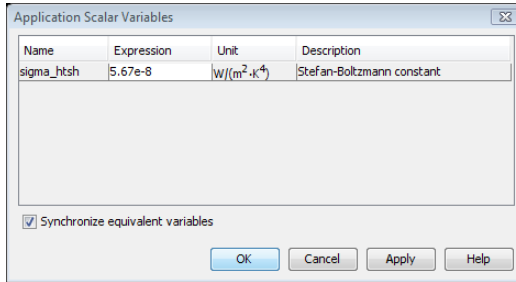 Application Scalar Variables
Name Expression Unit Description
sigma_htsh 5.67e-8 W/(m²·K⁴) Stefan-Boltzmann constant
Synchronize equivalent variables
OK Cancel Apply Help